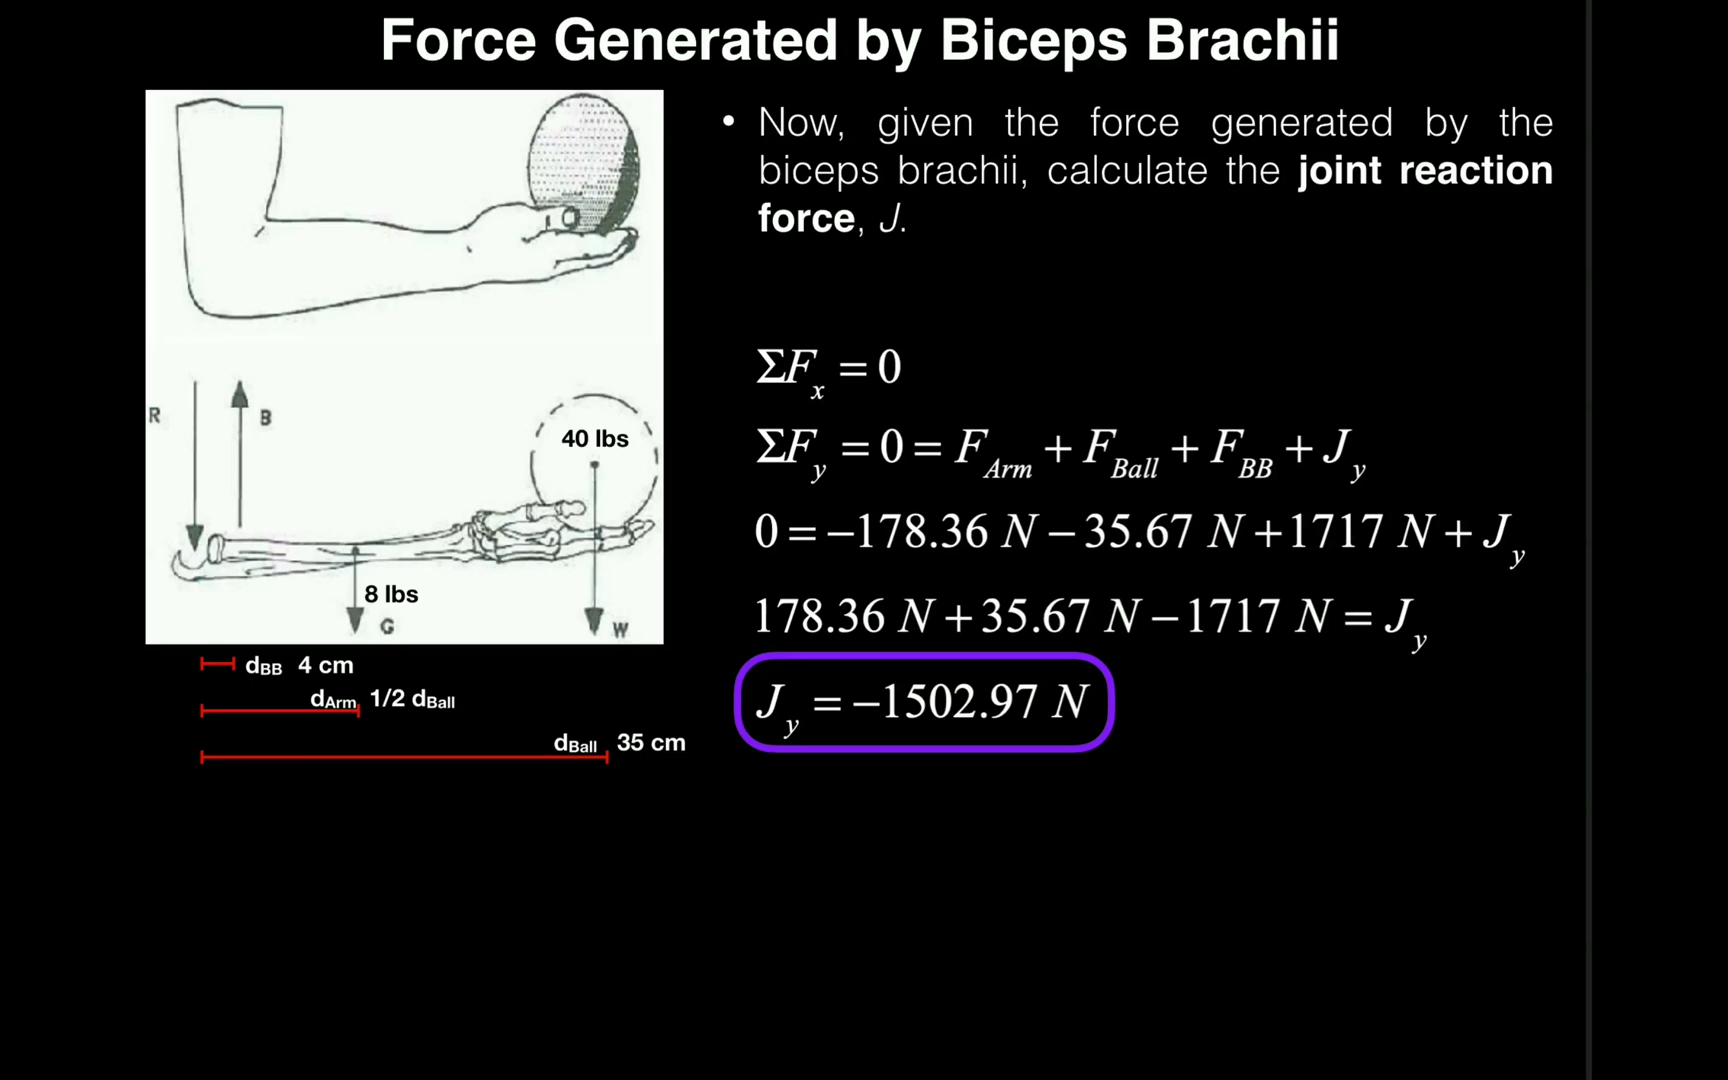 Force Generated by Biceps Brachii
• Now, given the force generated by the
biceps brachii, calculate the joint reaction
force, J.
R
B
40 lbs
8 lbs
G
W
dBB 4 cm
dArm 1/2 dBall
dBall 35 cm
ΣFx = 0
ΣFy = 0 = FArm + FBall + FBB + Jy
0 = −178.36 N − 35.67 N + 1717 N + Jy
178.36 N + 35.67 N − 1717 N = Jy
Jy = −1502.97 N